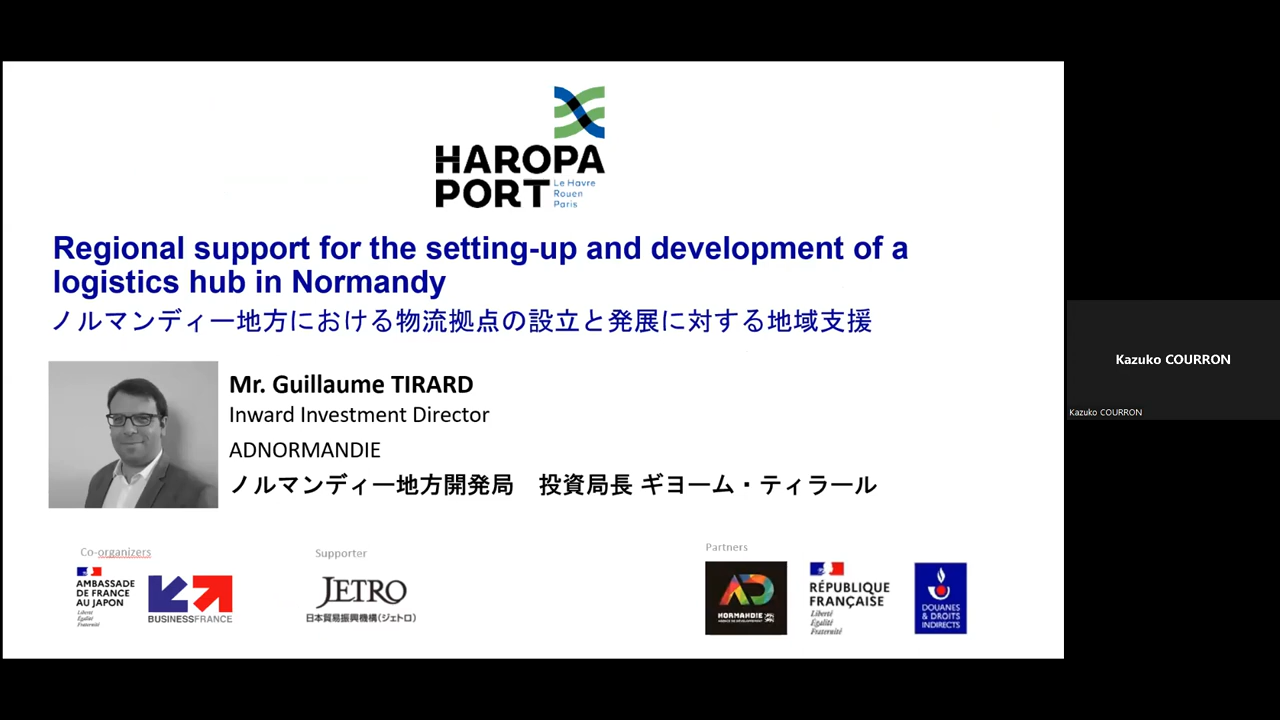 HAROPA
PORT
Le Havre
Rouen
Paris
Regional support for the setting-up and development of a
logistics hub in Normandy
ノルマンディー地方における物流拠点の設立と発展に対する地域支援
Mr. Guillaume TIRARD
Inward Investment Director
ADNORMANDIE
ノルマンディー地方開発局　投資局長 ギヨーム・ティラール
Kazuko COURRON
Kazuko COURRON
Co-organizers
Supporter
Partners
AMBASSADE
DE FRANCE
AU JAPON
Liberté
Égalité
Fraternité
BUSINESSFRANCE
JETRO
日本貿易振興機構(ジェトロ)
AD
NORMANDIE
AGENCE DE DÉVELOPPEMENT
RÉPUBLIQUE
FRANÇAISE
Liberté
Égalité
Fraternité
DOUANES
& DROITS
INDIRECTS